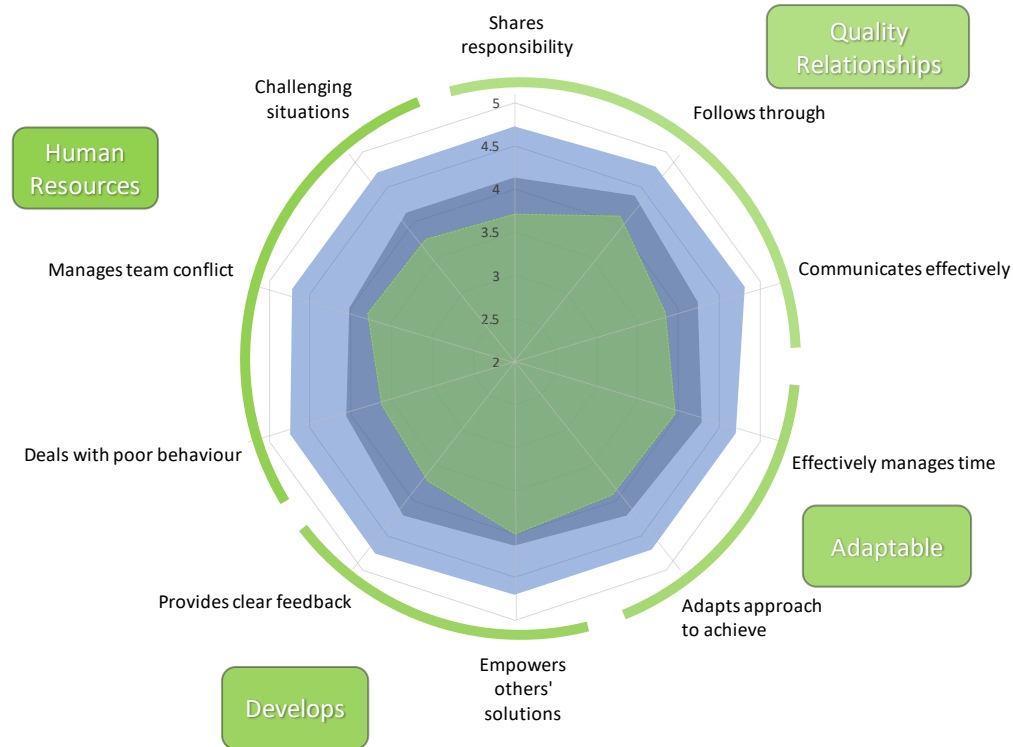 Shares
responsibility
Quality
Relationships
Challenging
situations
Follows through
5
4.5
4
3.5
3
2.5
2
Human
Resources
Manages team conflict
Communicates effectively
Deals with poor behaviour
Effectively manages time
Adaptable
Provides clear feedback
Adapts approach
to achieve
Empowers
others'
solutions
Develops